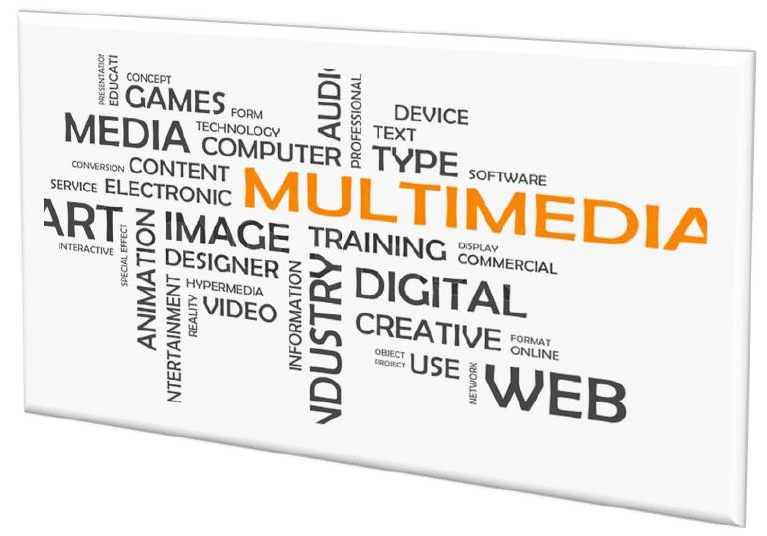 PRESENTATION
EDUCATI
CONCEPT
GAMES
FORM
AUDI
PROFESSIONAL
DEVICE
MEDIA
TECHNOLOGY
TEXT
COMPUTER
TYPE
SOFTWARE
CONVERSION
CONTENT
SERVICE
ELECTRONIC
MULTIMEDIA
ART
INTERACTIVE
SPECIAL EFFECT
ANIMATION
IMAGE
TRAINING
DISPLAY
COMMERCIAL
DESIGNER
HYPERMEDIA
REALITY
VIDEO
NTERTAINMENT
INFORMATION
NDUSTRY
DIGITAL
CREATIVE
FORMAT
ONLINE
OBJECT
PROJECT
USE
NETWORK
WEB